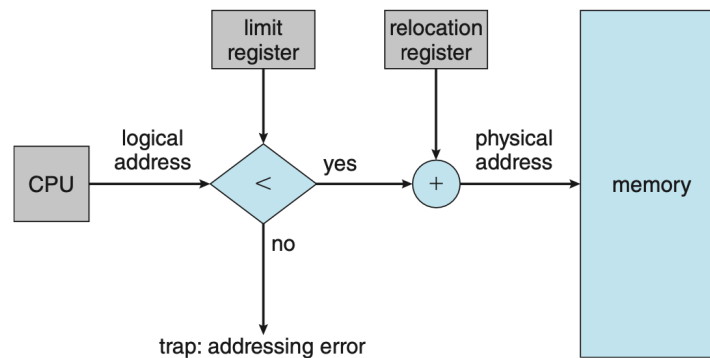 limit
register
relocation
register
logical
address
physical
address
CPU
<
yes
+
memory
no
trap: addressing error